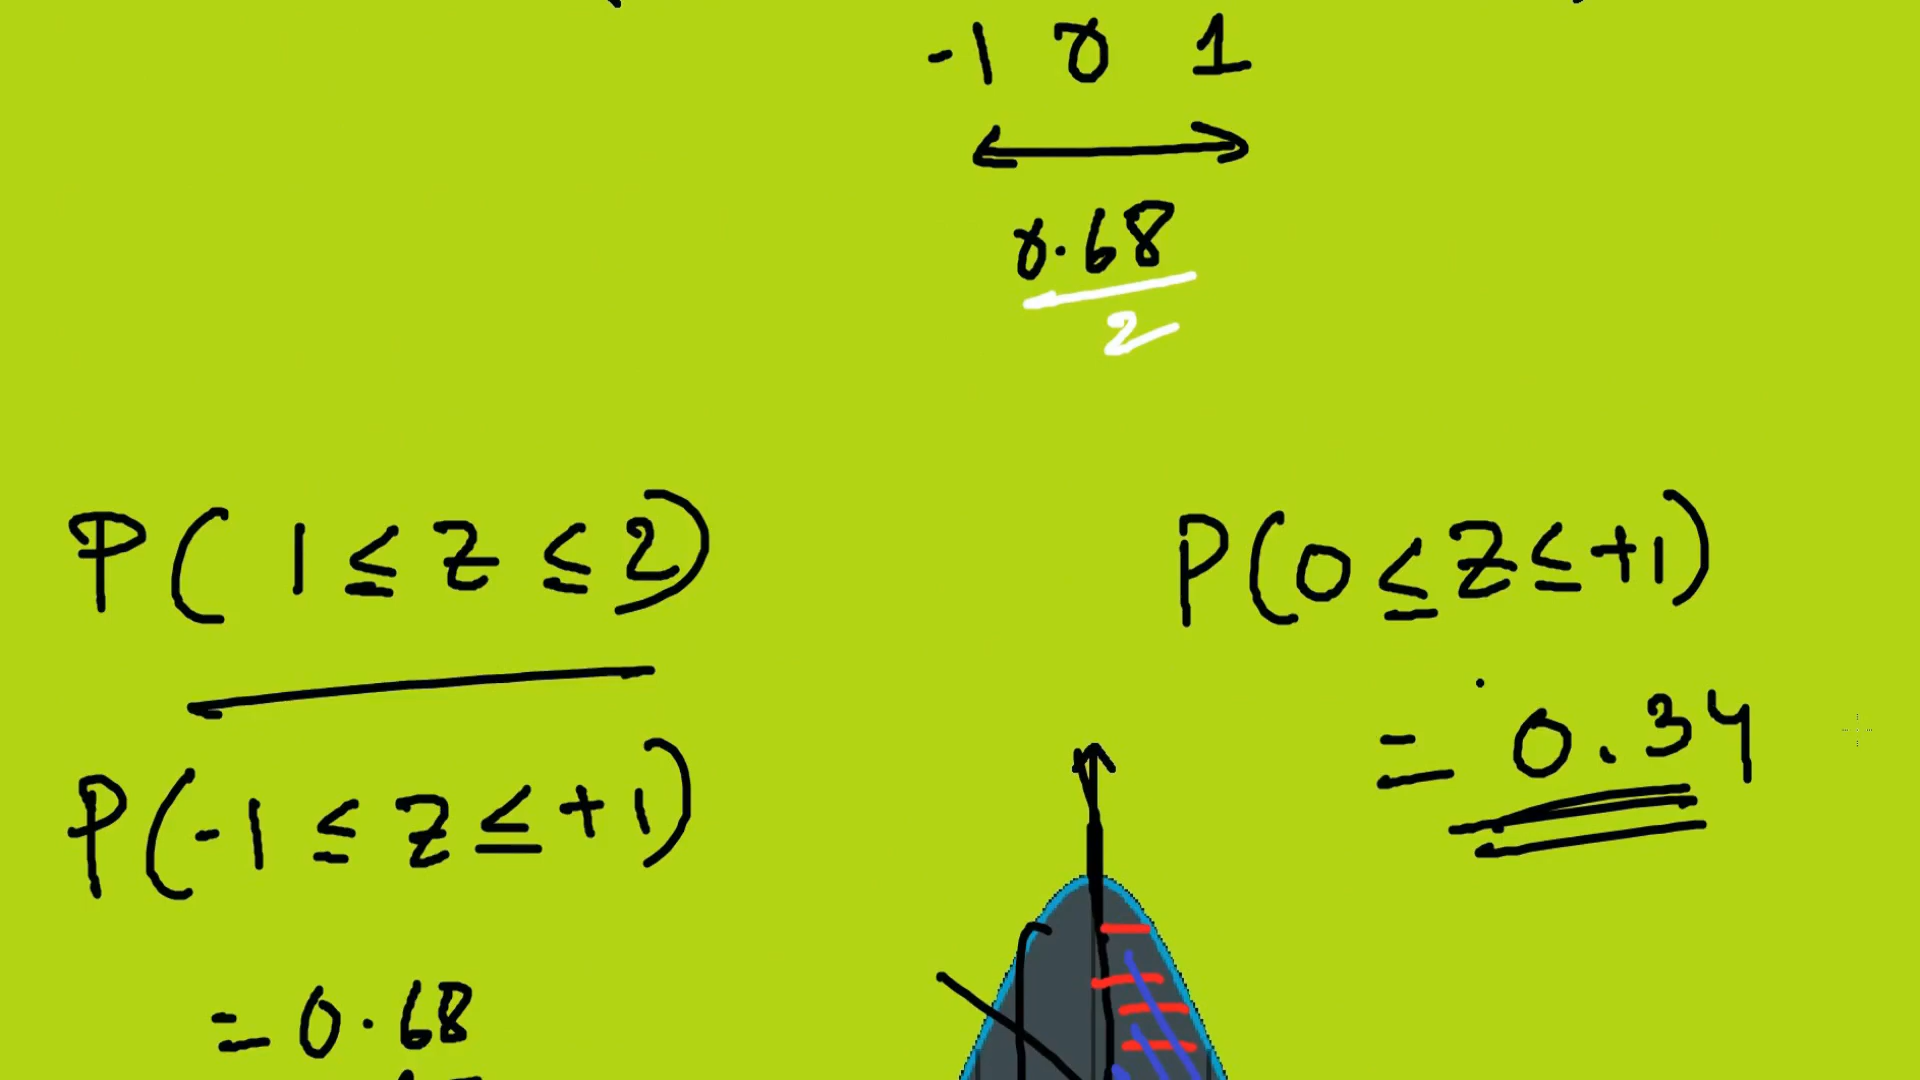 -1 0 1
0.68
2
P( 1 ≤ Z ≤ 2)
P(0 ≤ Z ≤ +1)
= 0.34
P(-1 ≤ Z ≤ +1)
= 0.68